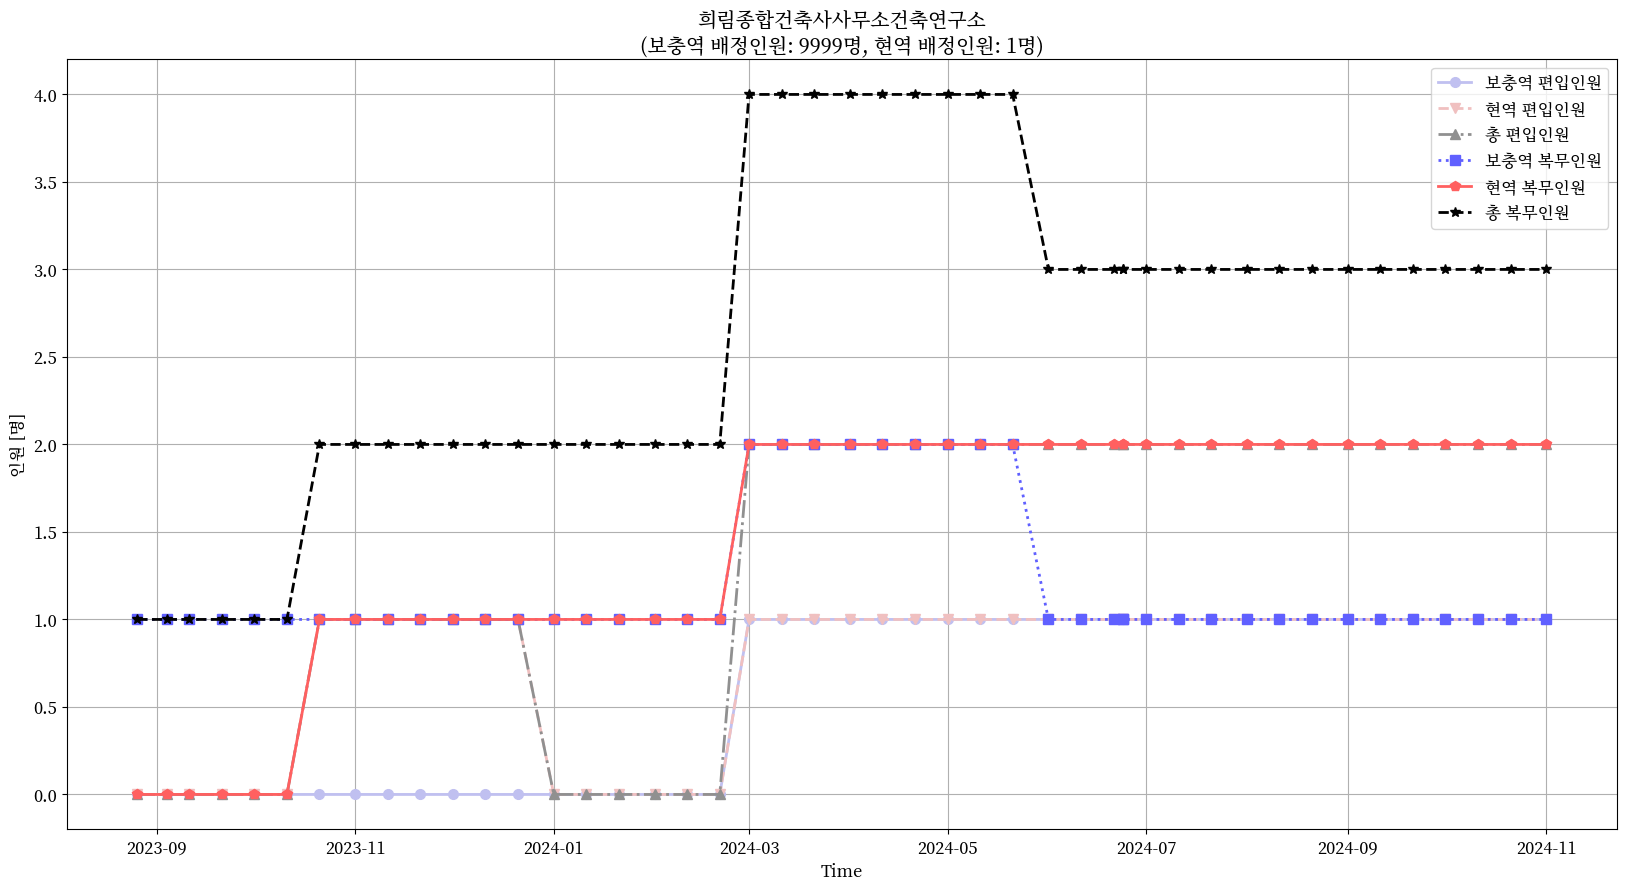 희림종합건축사사무소건축연구소
(보충역 배정인원: 9999명, 현역 배정인원: 1명)
보충역 편입인원
현역 편입인원
총 편입인원
보충역 복무인원
현역 복무인원
총 복무인원
인원 [명]
4.0
3.5
3.0
2.5
2.0
1.5
1.0
0.5
0.0
2023-09
2023-11
2024-01
2024-03
2024-05
2024-07
2024-09
2024-11
Time